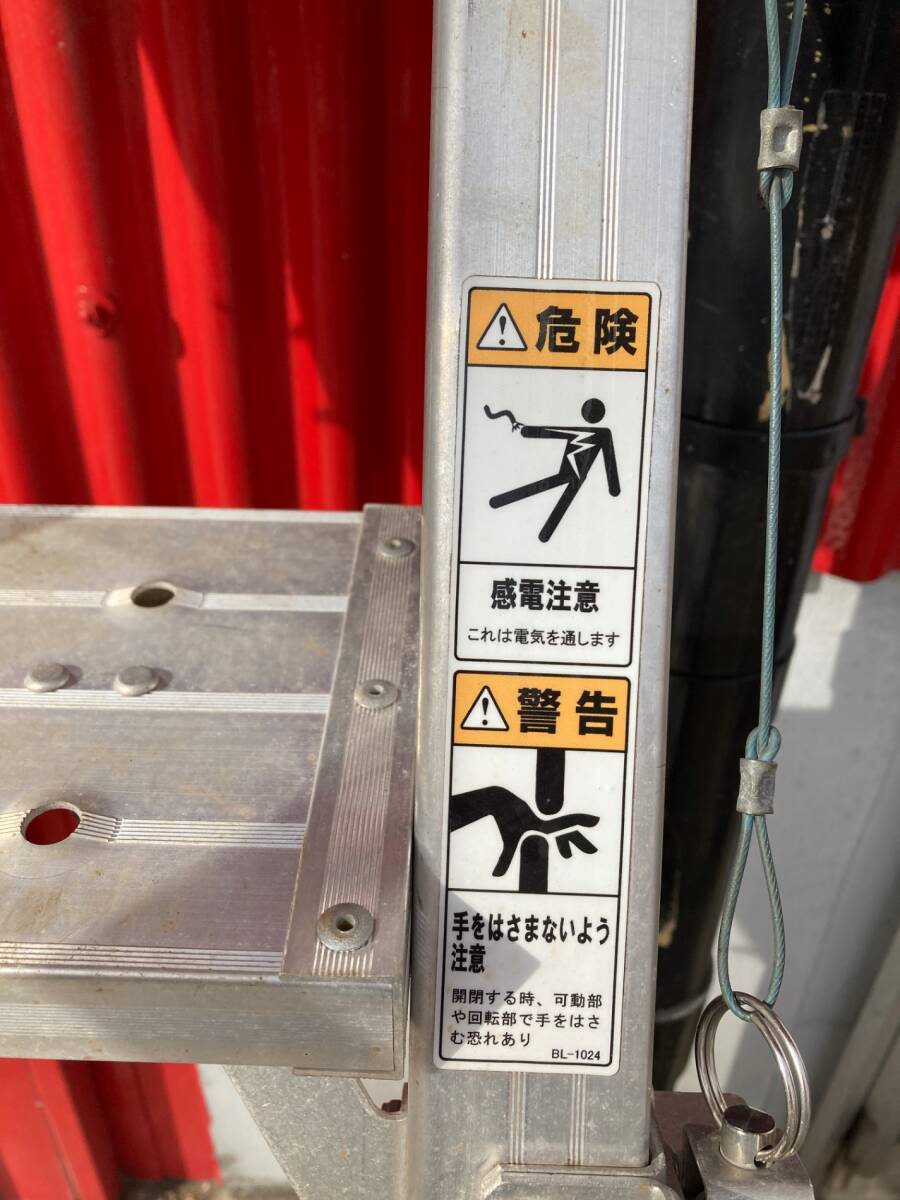 危険
感電注意
これは電気を通します
警告
手をはさまないよう
注意
開閉する時、可動部
や回転部で手をはさ
む恐れあり
BL-1024